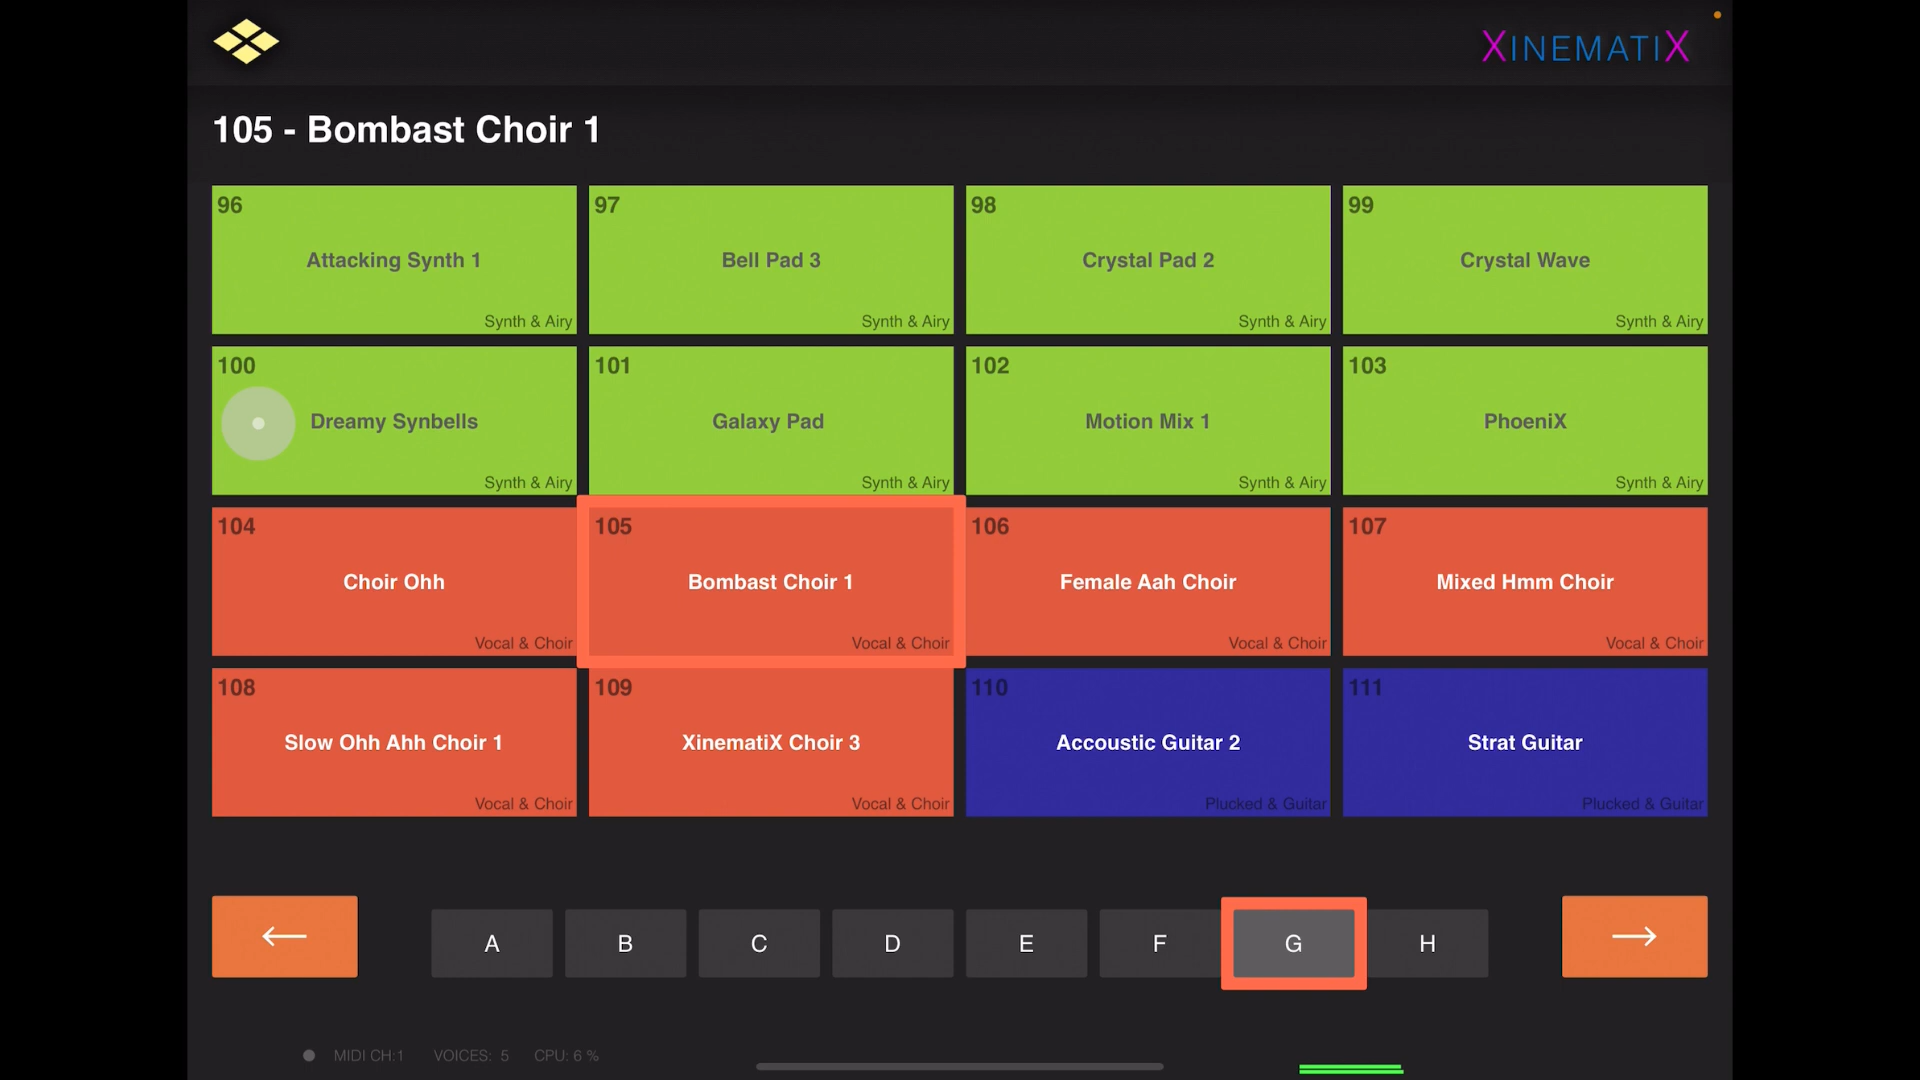 XINEMATIX
105 - Bombast Choir 1
96
Attacking Synth 1
Synth & Airy
97
Bell Pad 3
Synth & Airy
98
Crystal Pad 2
Synth & Airy
99
Crystal Wave
Synth & Airy
100
Dreamy Synbells
Synth & Airy
101
Galaxy Pad
Synth & Airy
102
Motion Mix 1
Synth & Airy
103
PhoeniX
Synth & Airy
104
Choir Ohh
Vocal & Choir
105
Bombast Choir 1
Vocal & Choir
106
Female Aah Choir
Vocal & Choir
107
Mixed Hmm Choir
Vocal & Choir
108
Slow Ohh Ahh Choir 1
Vocal & Choir
109
XinematiX Choir 3
Vocal & Choir
110
Accoustic Guitar 2
Plucked & Guitar
111
Strat Guitar
Plucked & Guitar
A B C D E F G H
MIDI CH:1 VOICES: 5 CPU: 6 %